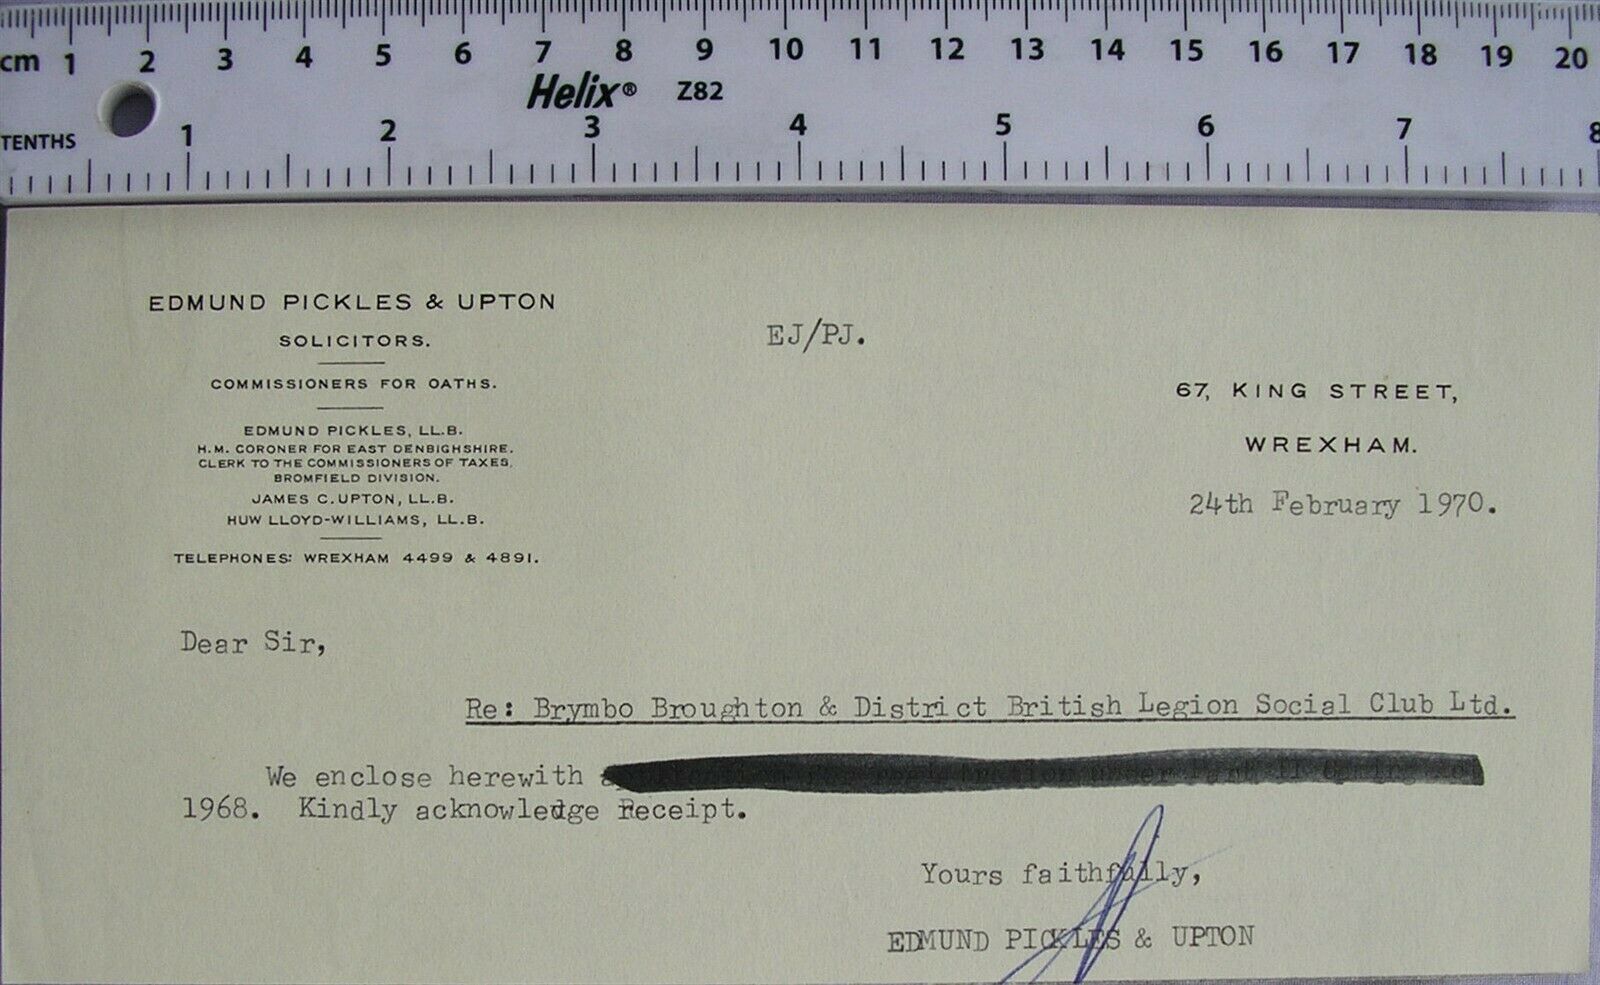 cm 1 2 3 4 5 6 7 8 9 10 11 12 13 14 15 16 17 18 19 20
Helix® Z82
TENTHS 1 2 3 4 5 6 7 8
EDMUND PICKLES & UPTON
SOLICITORS.
COMMISSIONERS FOR OATHS.
EDMUND PICKLES, LL.B.
H.M. CORONER FOR EAST DENBIGHSHIRE.
CLERK TO THE COMMISSIONERS OF TAXES,
BROMFIELD DIVISION.
JAMES C. UPTON, LL.B.
HUW LLOYD-WILLIAMS, LL.B.
TELEPHONES: WREXHAM 4499 & 4891.
EJ/PJ.
67, KING STREET,
WREXHAM.
24th February 1970.
Dear Sir,
Re: Brymbo Broughton & District British Legion Social Club Ltd.
We enclose herewith
1968. Kindly acknowledge receipt.
Yours faithfully,
EDMUND PICKLES & UPTON